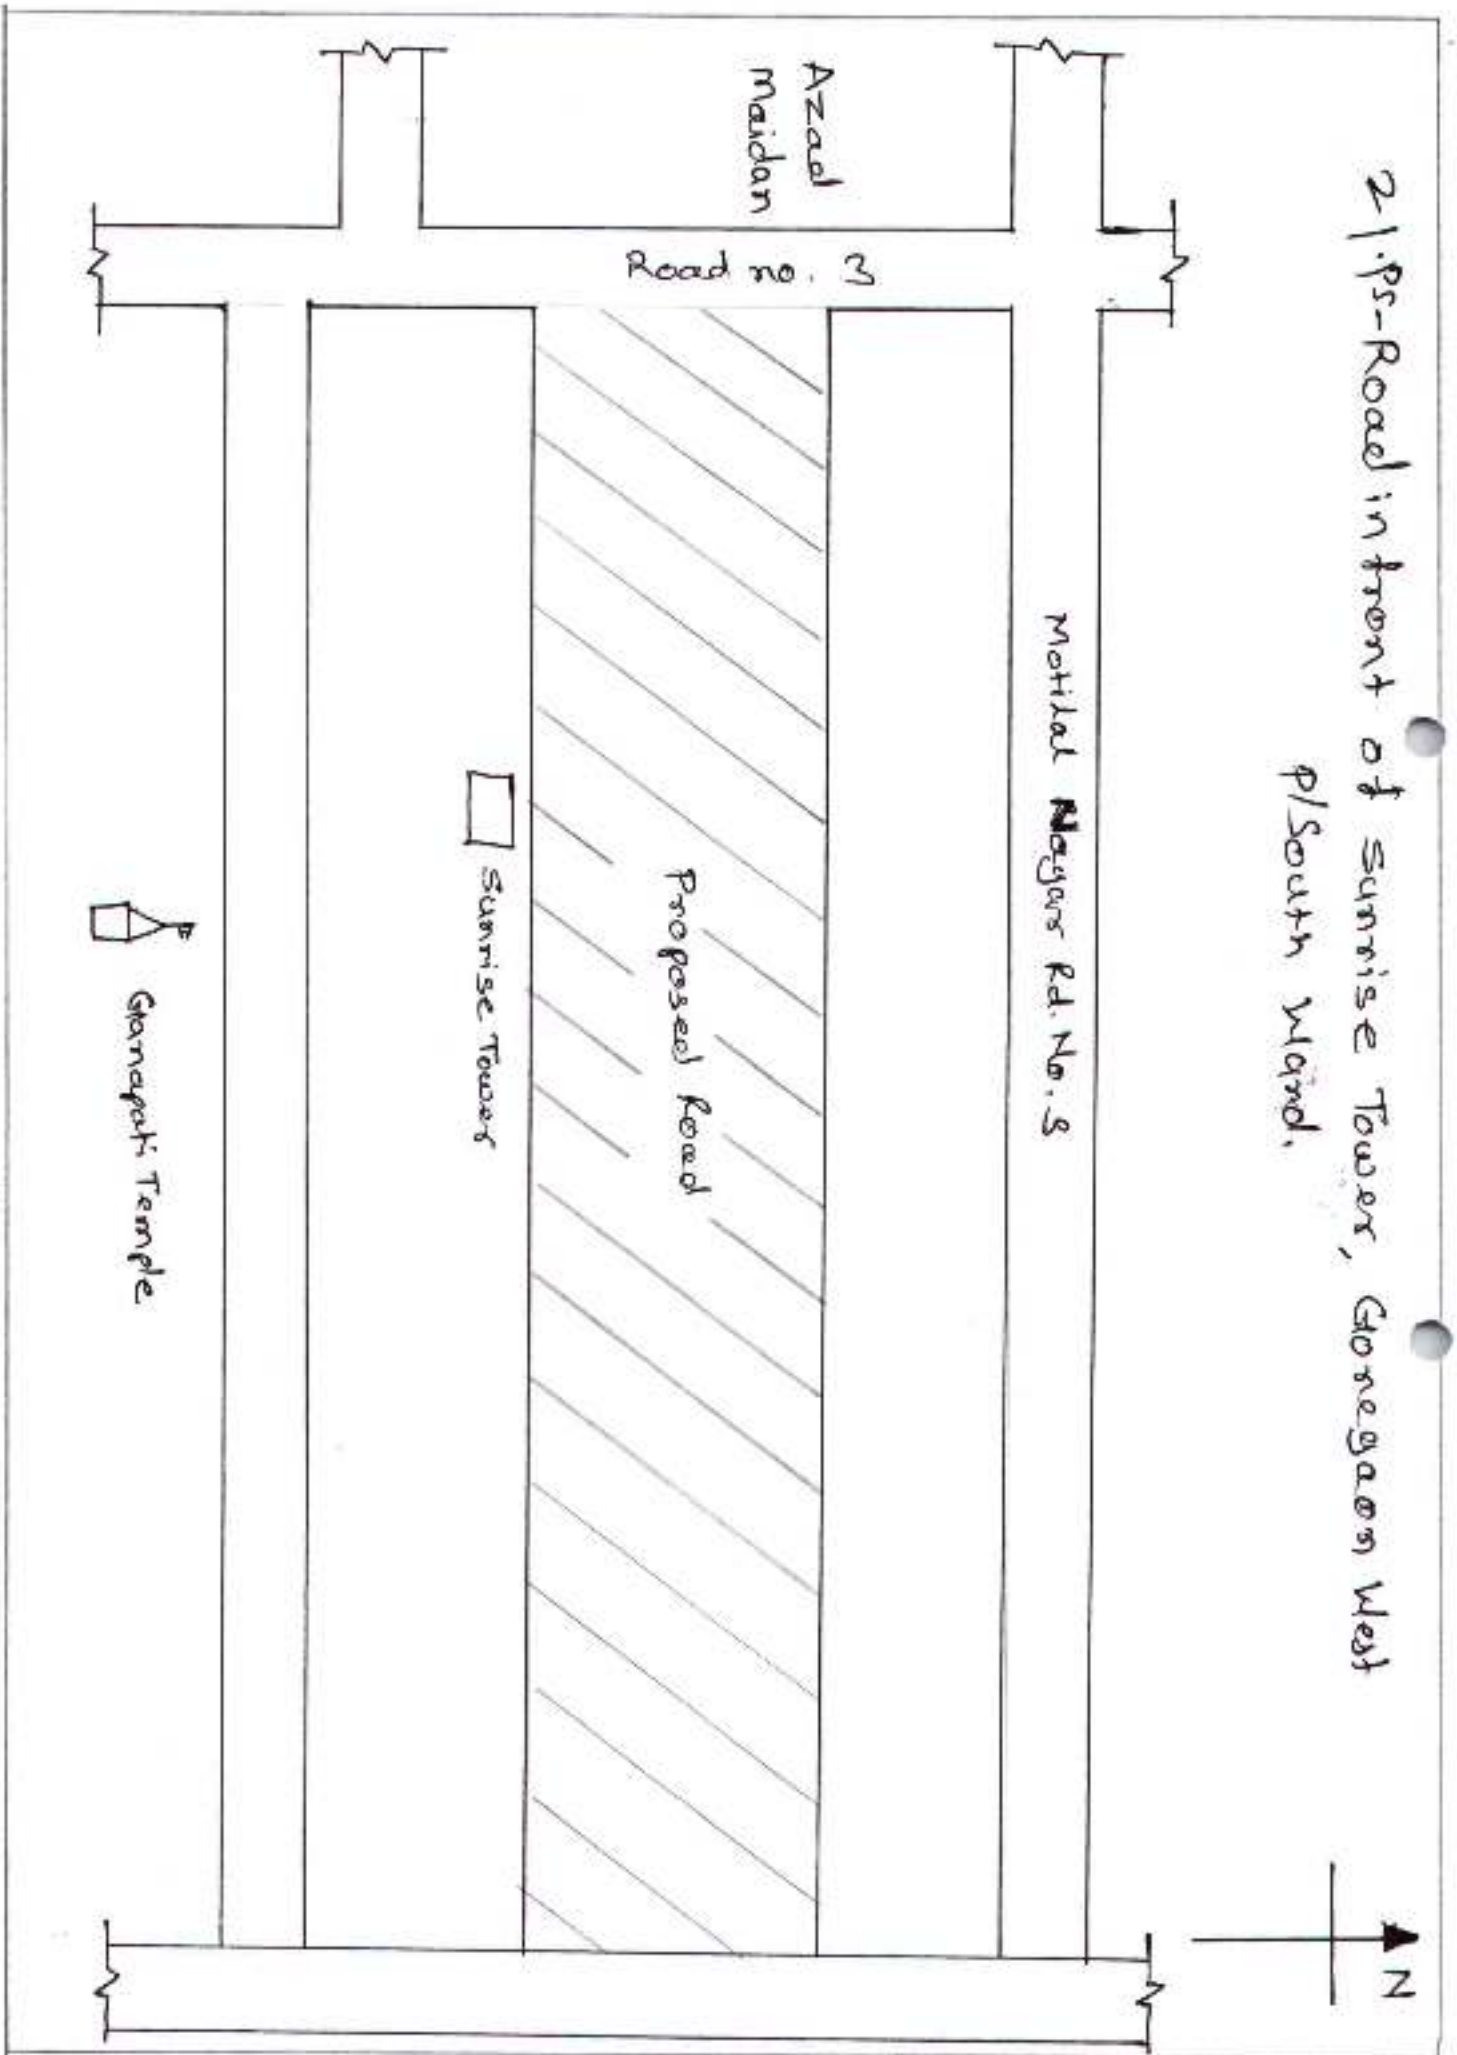 21.PS-Road in front of Sunrise Tower, Goregaon West
P/South Ward.
N
Azad
Maidan
Road no. 3
Motilal Nagar Rd. No. 5
Proposed Road
Sunrise Tower
Ganapati Temple